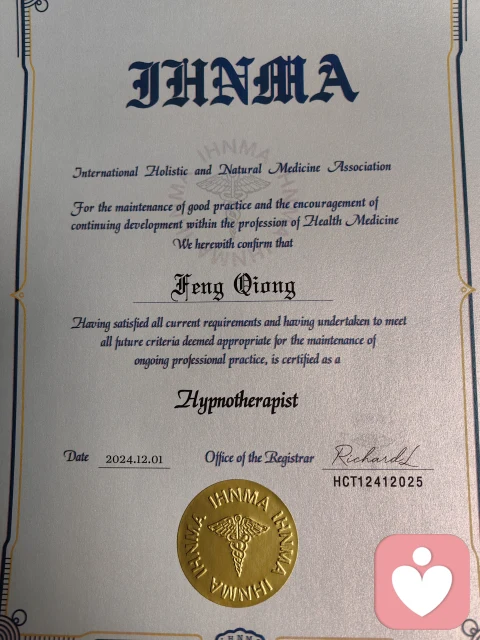 IHNMA
International Holistic and Natural Medicine Association
For the maintenance of good practice and the encouragement of
continuing development within the profession of Health Medicine
We herewith confirm that
Feng Qiong
Having satisfied all current requirements and having undertaken to meet
all future criteria deemed appropriate for the maintenance of
ongoing professional practice, is certified as a
Hypnotherapist
Date 2024.12.01 Office of the Registrar RichardL
HCT12412025
IHNMA IHNMA IHNMA IHNMA IHNMA
IHNMA